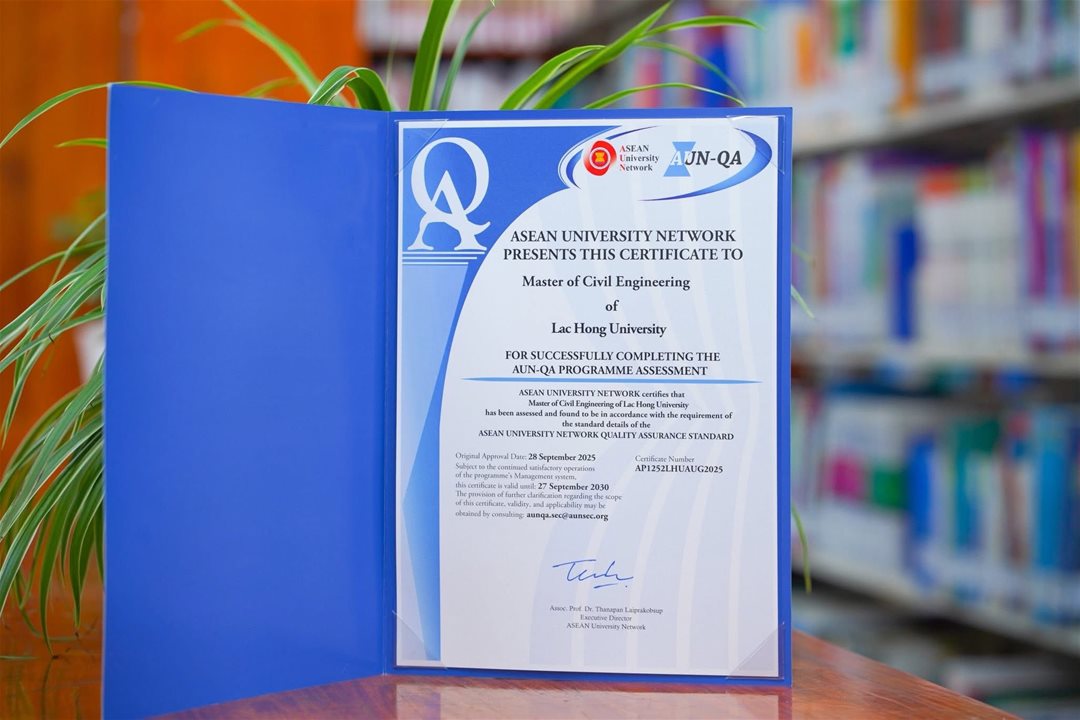 QA
ASEAN
University
Network
AUN-QA
ASEAN UNIVERSITY NETWORK
PRESENTS THIS CERTIFICATE TO
Master of Civil Engineering
of
Lac Hong University
FOR SUCCESSFULLY COMPLETING THE
AUN-QA PROGRAMME ASSESSMENT
ASEAN UNIVERSITY NETWORK certifies that
Master of Civil Engineering of Lac Hong University
has been assessed and found to be in accordance with the requirement of
the standard details of the
ASEAN UNIVERSITY NETWORK QUALITY ASSURANCE STANDARD
Original Approval Date: 28 September 2025
Subject to the continued satisfactory operations
of the programme's Management system,
this certificate is valid until: 27 September 2030
The provision of further clarification regarding the scope
of this certificate, validity, and applicability may be
obtained by consulting: aunqa.sec@aunsec.org
Certificate Number
AP1252LHUAUG2025
Assoc. Prof. Dr. Thanapan Laiprakobsup
Executive Director
ASEAN University Network